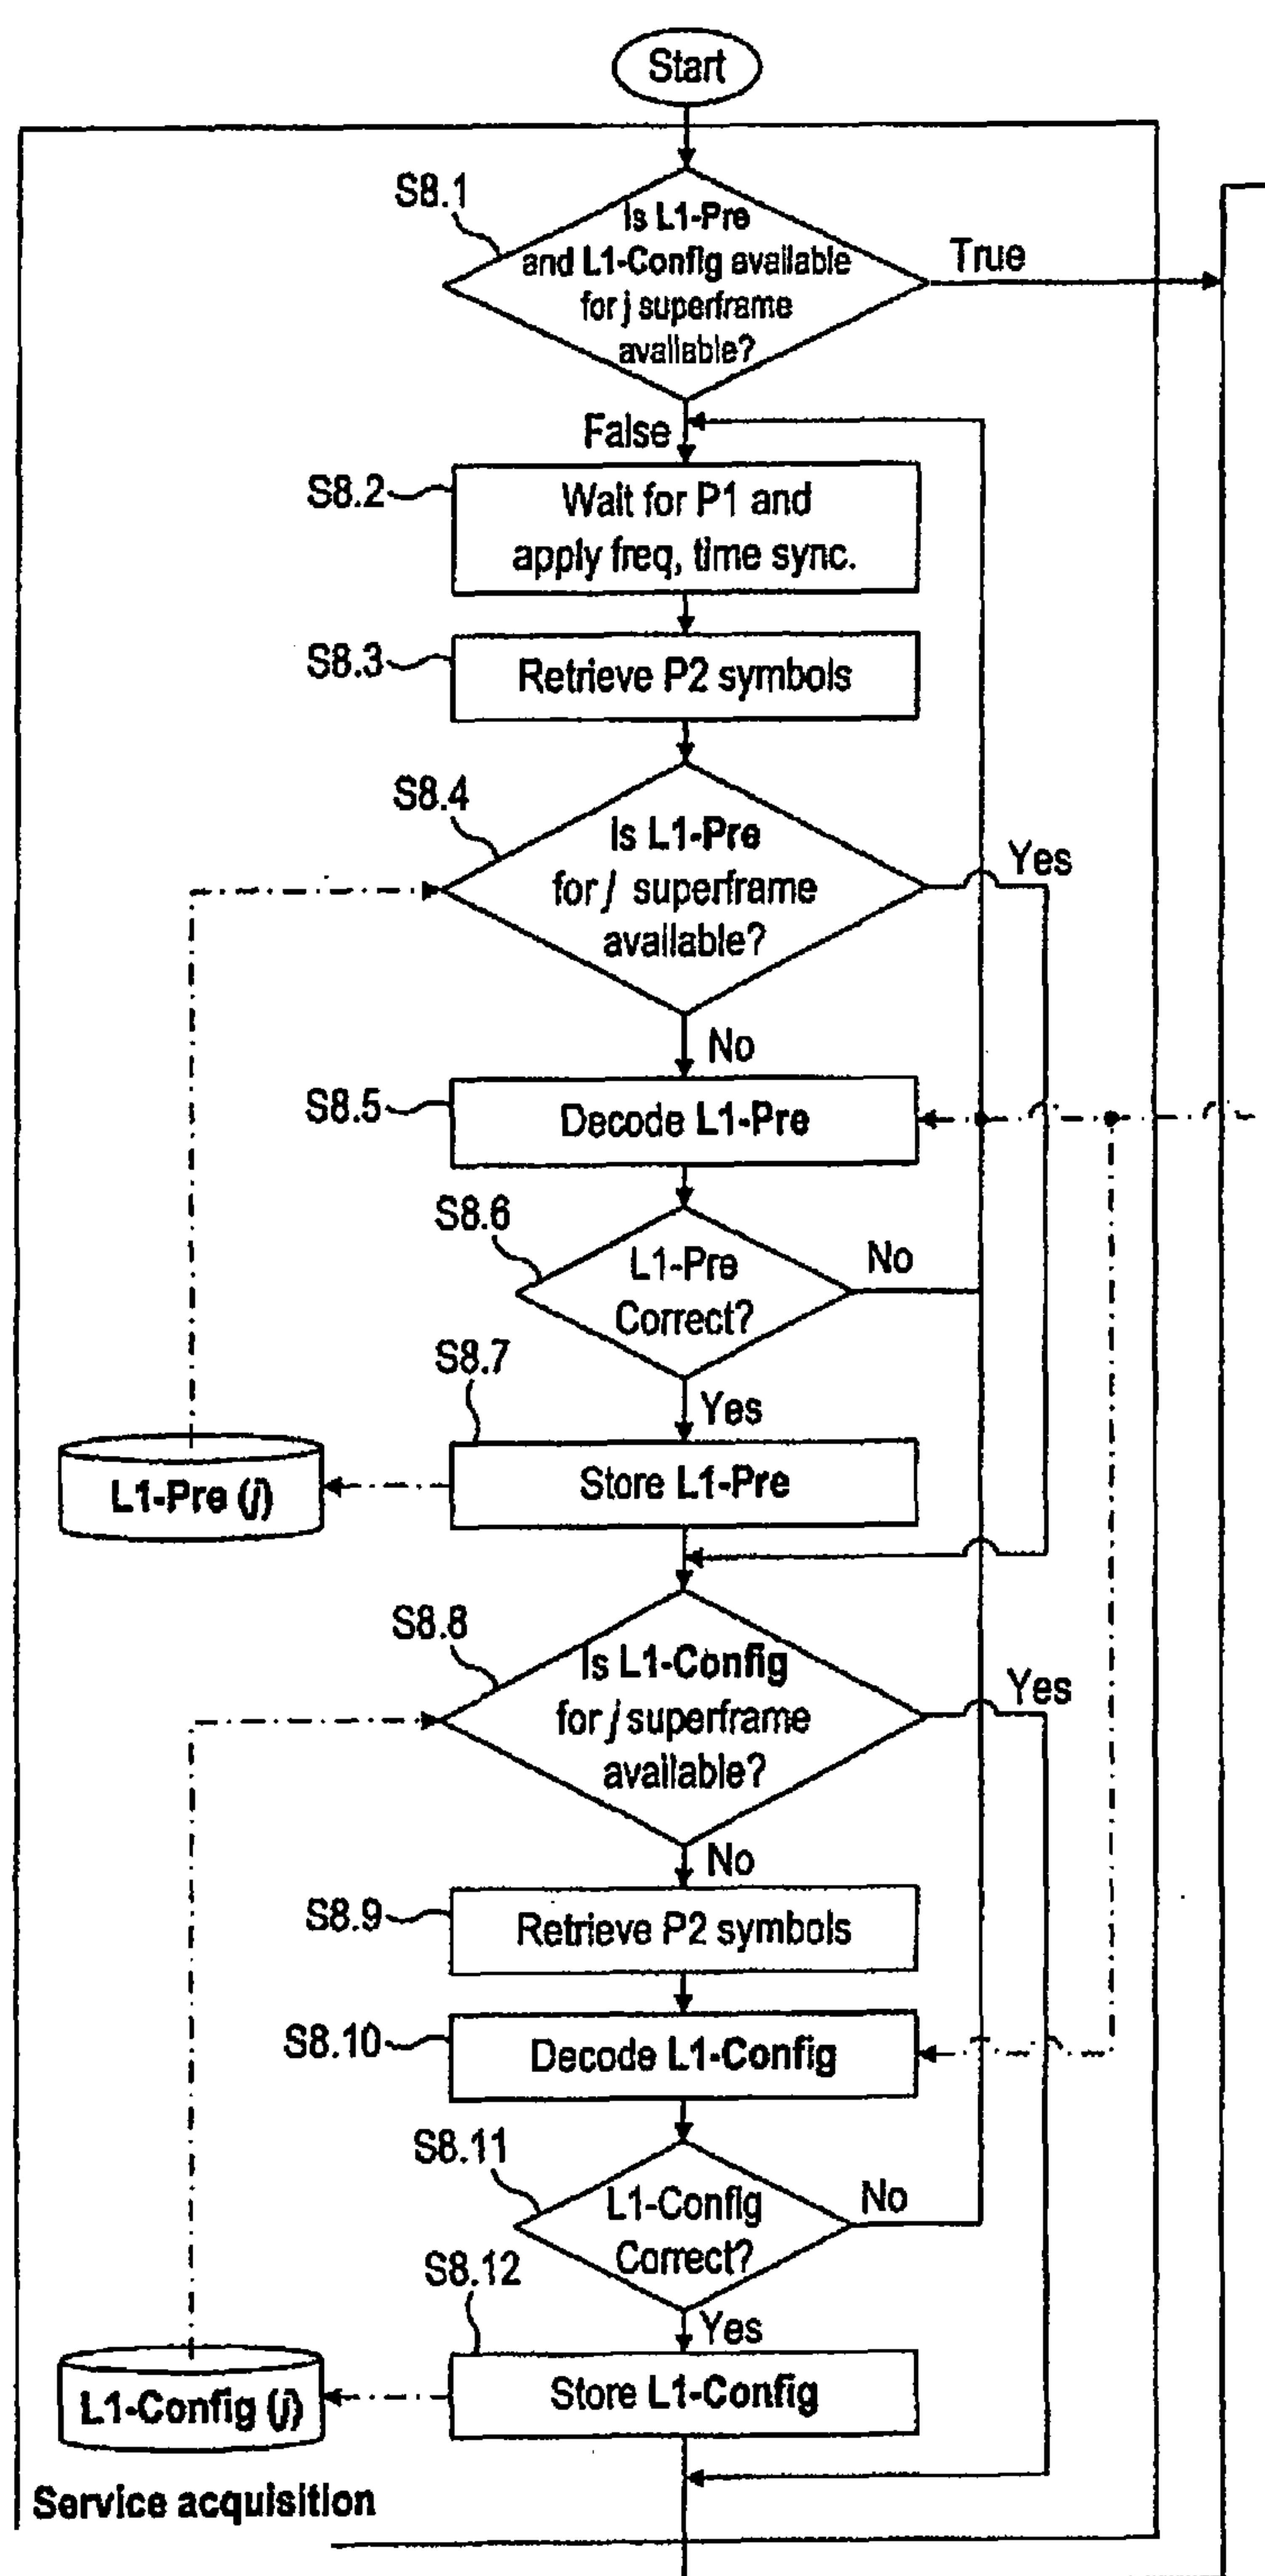 Start
S8.1
Is L1-Pre
and L1-Config available
for j superframe
available?
True
False
S8.2
Wait for P1 and
apply freq, time sync.
S8.3
Retrieve P2 symbols
S8.4
Is L1-Pre
for j superframe
available?
Yes
No
S8.5
Decode L1-Pre
S8.6
L1-Pre
Correct?
No
S8.7
Yes
Store L1-Pre
L1-Pre (j)
S8.8
Is L1-Config
for j superframe
available?
Yes
No
S8.9
Retrieve P2 symbols
S8.10
Decode L1-Config
S8.11
L1-Config
Correct?
No
S8.12
Yes
Store L1-Config
L1-Config (j)
Service acquisition